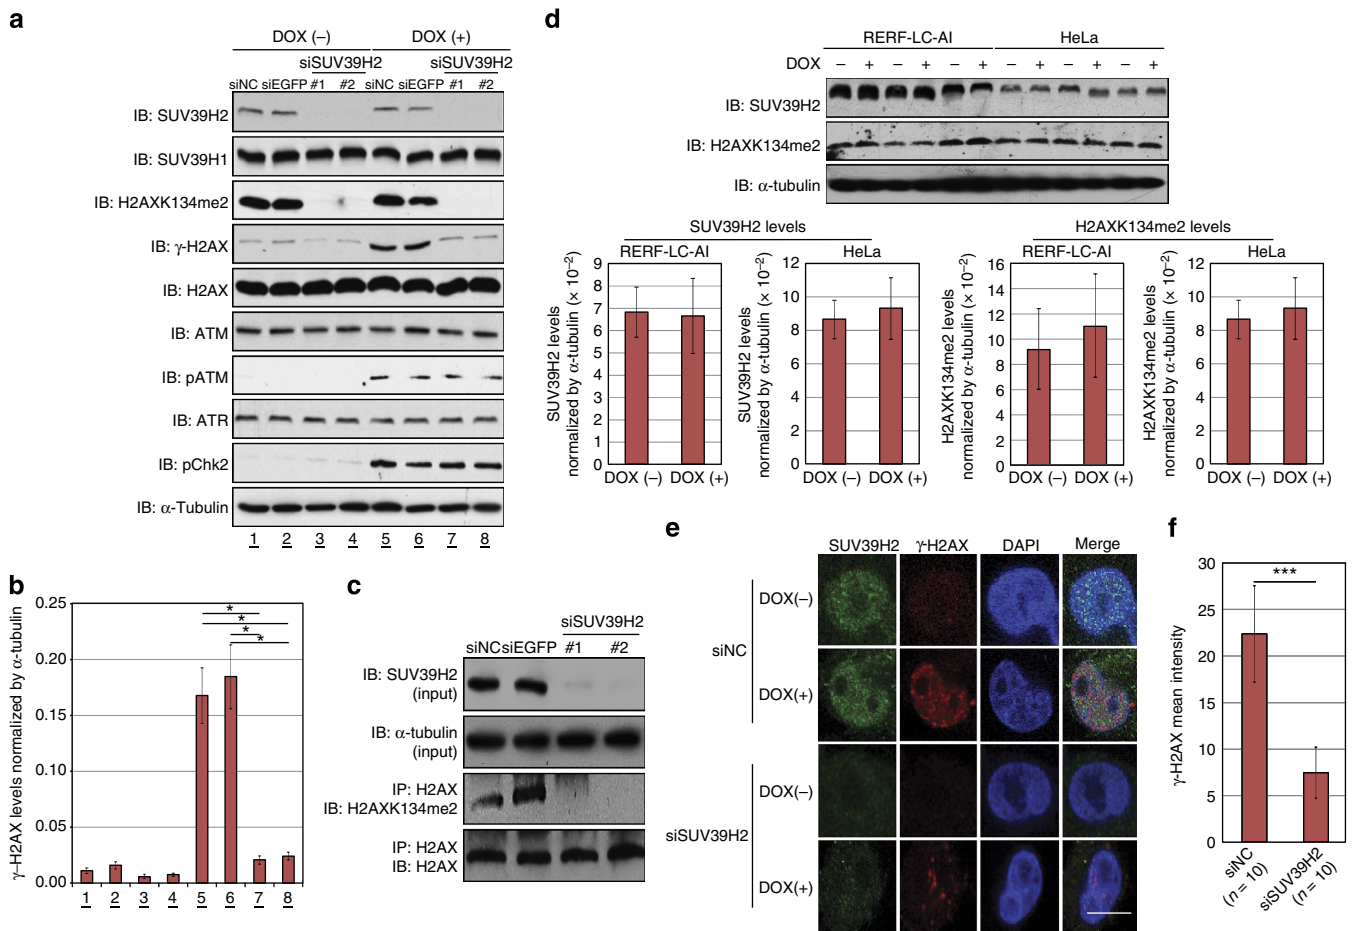 a
DOX (–) DOX (+)
siSUV39H2 siSUV39H2
siNC siEGFP #1 #2 siNC siEGFP #1 #2
IB: SUV39H2
IB: SUV39H1
IB: H2AXK134me2
IB: γ-H2AX
IB: H2AX
IB: ATM
IB: pATM
IB: ATR
IB: pChk2
IB: α-Tubulin
1 2 3 4 5 6 7 8
b
γ–H2AX levels normalized by α-tubulin
0.25
0.20
0.15
0.10
0.05
0.00
*
*
*
*
1 2 3 4 5 6 7 8
c
siSUV39H2
siNC siEGFP #1 #2
IB: SUV39H2
(input)
IB: α-tubulin
(input)
IP: H2AX
IB: H2AXK134me2
IP: H2AX
IB: H2AX
d
RERF-LC-AI HeLa
DOX – + – + – + – + – + – +
IB: SUV39H2
IB: H2AXK134me2
IB: α-tubulin
SUV39H2 levels
RERF-LC-AI
SUV39H2 levels
normalized by α-tubulin (× 10⁻²)
9
8
7
6
5
4
3
2
1
0
DOX (–) DOX (+)
HeLa
SUV39H2 levels
normalized by α-tubulin (× 10⁻²)
12
10
8
6
4
2
0
DOX (–) DOX (+)
H2AXK134me2 levels
RERF-LC-AI
H2AXK134me2 levels
normalized by α-tubulin (× 10⁻²)
16
14
12
10
8
6
4
2
0
DOX (–) DOX (+)
HeLa
H2AXK134me2 levels
normalized by α-tubulin (× 10⁻²)
12
10
8
6
4
2
0
DOX (–) DOX (+)
e
SUV39H2 γ-H2AX DAPI Merge
siNC
DOX(–)
DOX(+)
siSUV39H2
DOX(–)
DOX(+)
f
γ-H2AX mean intensity
30
25
20
15
10
5
0
***
siNC
(n = 10)
siSUV39H2
(n = 10)